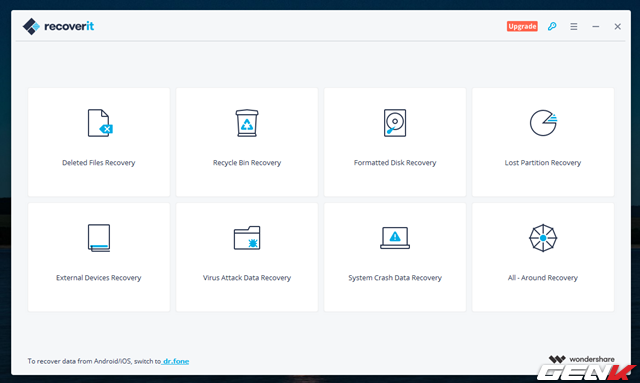 recoverit
Upgrade
Deleted Files Recovery
Recycle Bin Recovery
Formatted Disk Recovery
Lost Partition Recovery
External Devices Recovery
Virus Attack Data Recovery
System Crash Data Recovery
All - Around Recovery
To recover data from Android/iOS, switch to dr.fone
wondershare
GENK